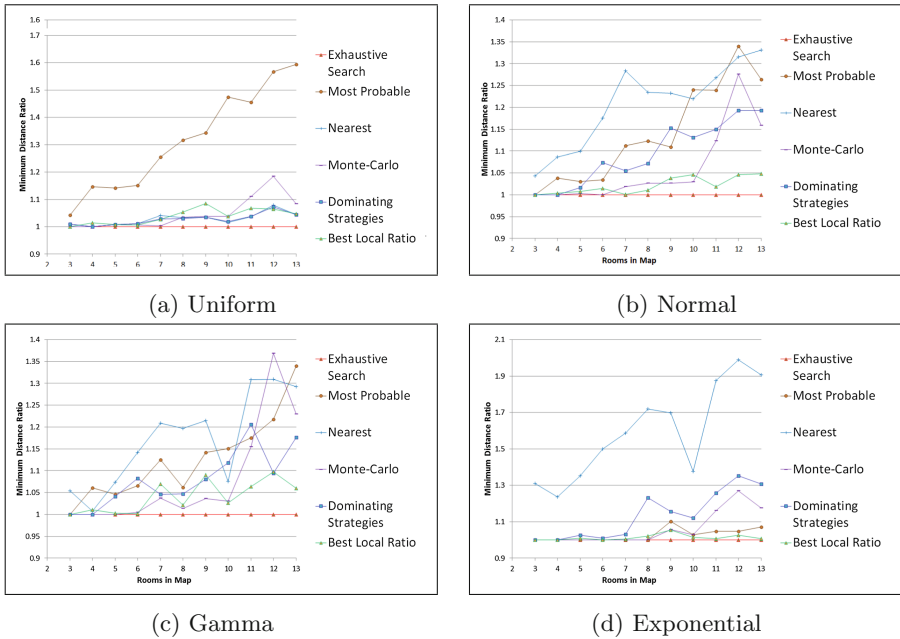 1.6
1.7
1.6
1.5
1.4
1.3
1.2
1.1
1
0.9
Minimum Distance Ratio
2 3 4 5 6 7 8 9 10 11 12 13
Exhaustive
Search
Most Probable
Nearest
Monte-Carlo
Dominating
Strategies
Best Local Ratio
(a) Uniform
1.4
1.35
1.3
1.25
1.2
1.15
1.1
1.05
1
0.95
0.9
Minimum Distance Ratio
2 3 4 5 6 7 8 9 10 11 12 13
Rooms in Map
Exhaustive
Search
Most Probable
Nearest
Monte-Carlo
Dominating
Strategies
Best Local Ratio
(b) Normal
1.4
1.35
1.3
1.25
1.2
1.15
1.1
1.05
1
0.95
0.9
Minimum Distance Ratio
2 3 4 5 6 7 8 9 10 11 12 13
Rooms in Map
Exhaustive
Search
Most Probable
Nearest
Monte-Carlo
Dominating
Strategies
Best Local Ratio
(c) Gamma
2.1
1.9
1.7
1.5
1.3
1.1
0.9
Minimum Distance Ratio
2 3 4 5 6 7 8 9 10 11 12 13
Rooms in Map
Exhaustive
Search
Most Probable
Nearest
Monte-Carlo
Dominating
Strategies
Best Local Ratio
(d) Exponential